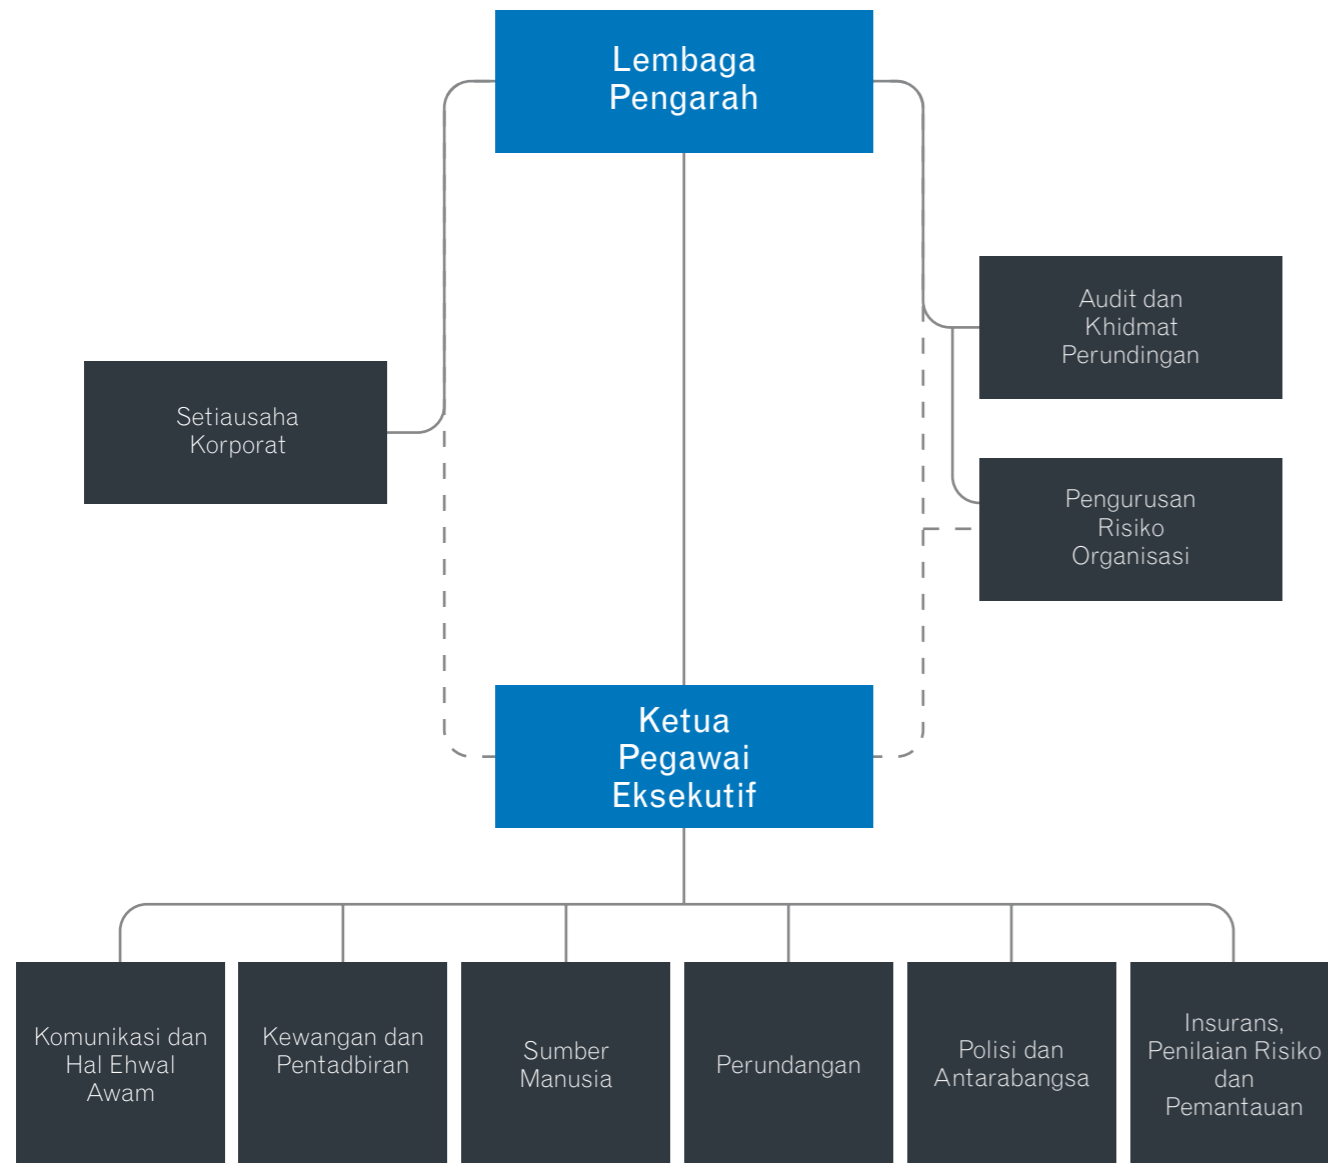 Lembaga
Pengarah
Audit dan
Khidmat
Perundingan
Setiausaha
Korporat
Pengurusan
Risiko
Organisasi
Ketua
Pegawai
Eksekutif
Komunikasi dan
Hal Ehwal
Awam
Kewangan dan
Pentadbiran
Sumber
Manusia
Perundangan
Polisi dan
Antarabangsa
Insurans,
Penilaian Risiko
dan
Pemantauan